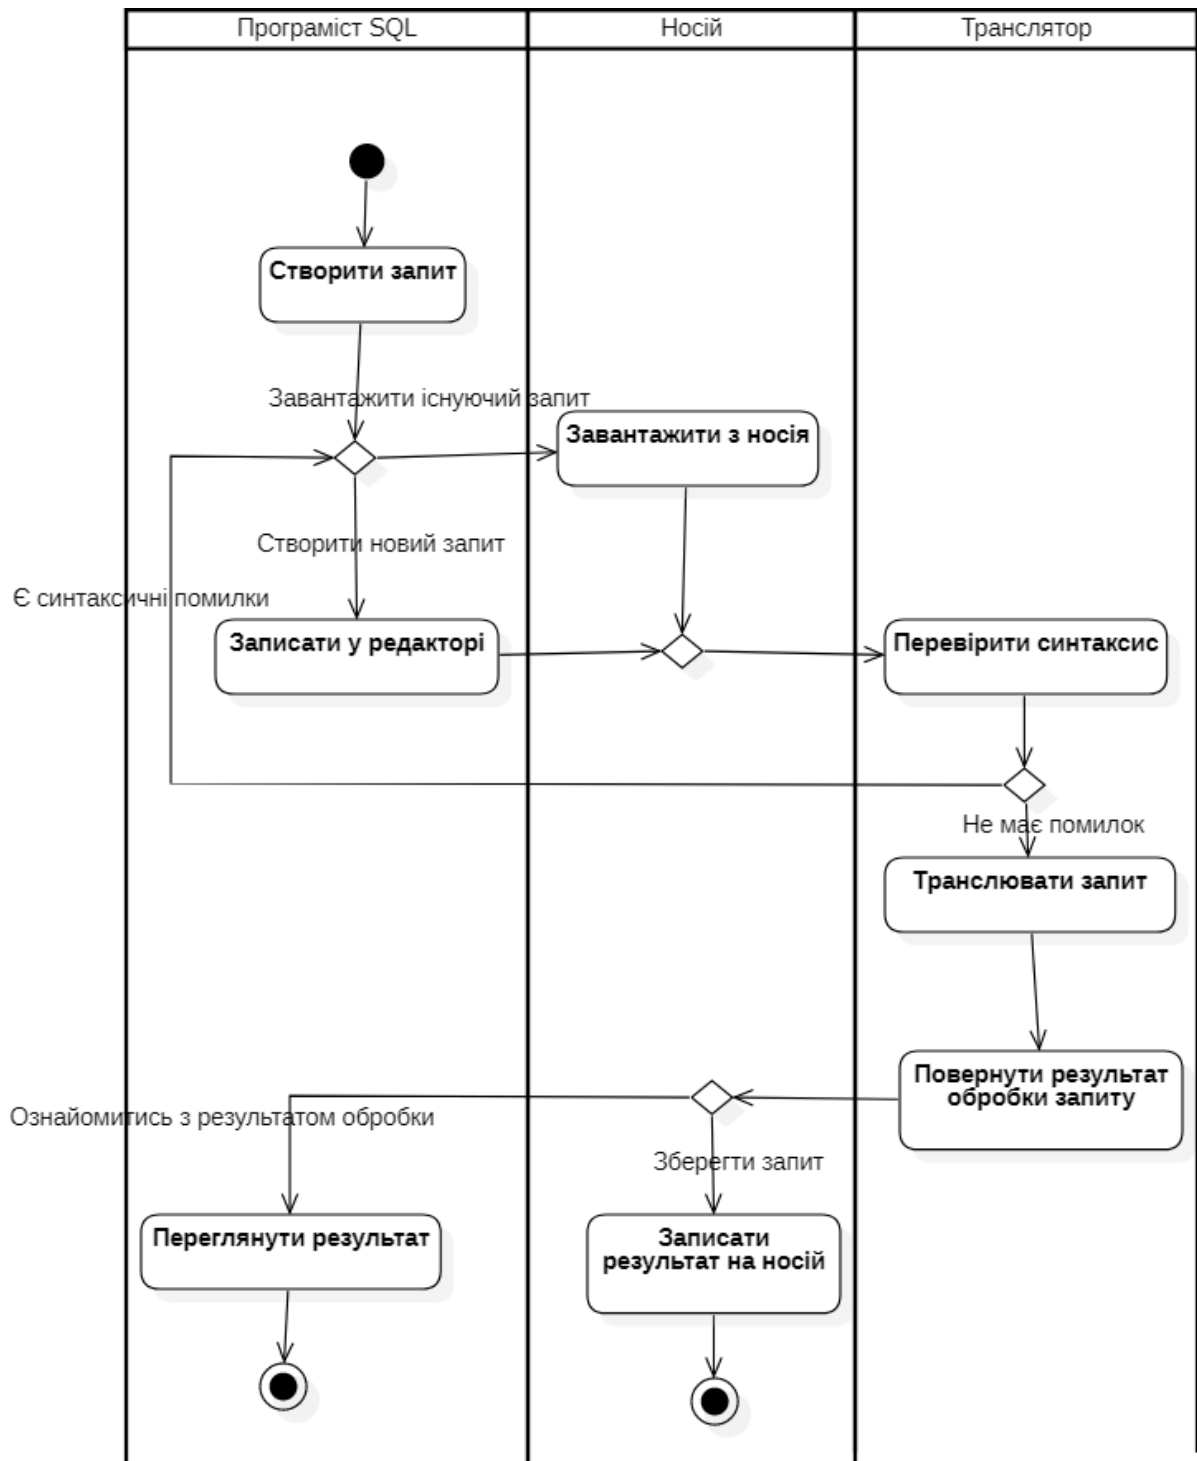 Програміст SQL
Носій
Транслятор
Створити запит
Завантажити існуючий запит
Завантажити з носія
Створити новий запит
Є синтаксичні помилки
Записати у редакторі
Перевірити синтаксис
Не має помилок
Транслювати запит
Повернути результат
обробки запиту
Ознайомитись з результатом обробки
Зберегти запит
Переглянути результат
Записати
результат на носій